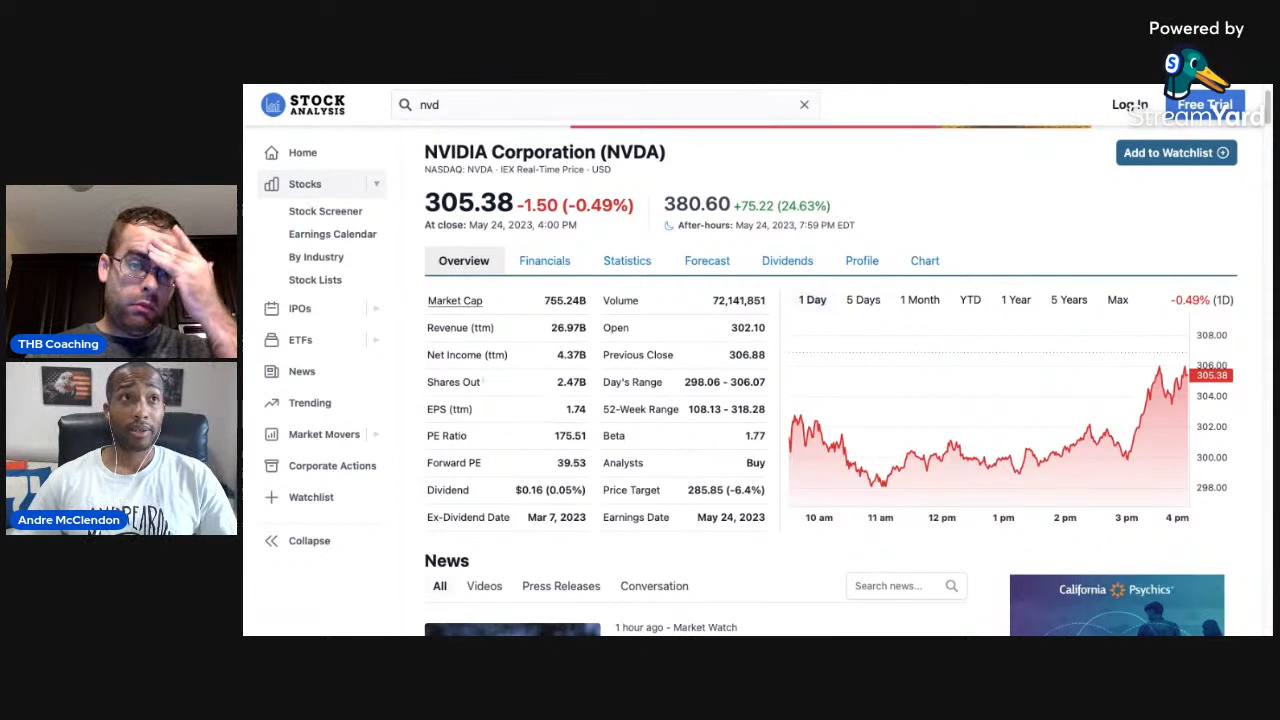 Powered by
StreamYard
S
STOCK
ANALYSIS
nvd
Log In
Free Trial
Home
Stocks
Stock Screener
Earnings Calendar
By Industry
Stock Lists
IPOs
ETFs
News
Trending
Market Movers
Corporate Actions
Watchlist
Collapse
NVIDIA Corporation (NVDA)
NASDAQ: NVDA · IEX Real-Time Price · USD
Add to Watchlist
305.38 -1.50 (-0.49%)
At close: May 24, 2023, 4:00 PM
380.60 +75.22 (24.63%)
After-hours: May 24, 2023, 7:59 PM EDT
Overview Financials Statistics Forecast Dividends Profile Chart
Market Cap 755.24B Volume 72,141,851
Revenue (ttm) 26.97B Open 302.10
Net Income (ttm) 4.37B Previous Close 306.88
Shares Out 2.47B Day's Range 298.06 - 306.07
EPS (ttm) 1.74 52-Week Range 108.13 - 318.28
PE Ratio 175.51 Beta 1.77
Forward PE 39.53 Analysts Buy
Dividend $0.16 (0.05%) Price Target 285.85 (-6.4%)
Ex-Dividend Date Mar 7, 2023 Earnings Date May 24, 2023
1 Day 5 Days 1 Month YTD 1 Year 5 Years Max -0.49% (1D)
308.00
306.00
305.38
304.00
302.00
300.00
298.00
10 am 11 am 12 pm 1 pm 2 pm 3 pm 4 pm
News
All Videos Press Releases Conversation
Search news...
1 hour ago - Market Watch
California Psychics
THB Coaching
Andre McClendon